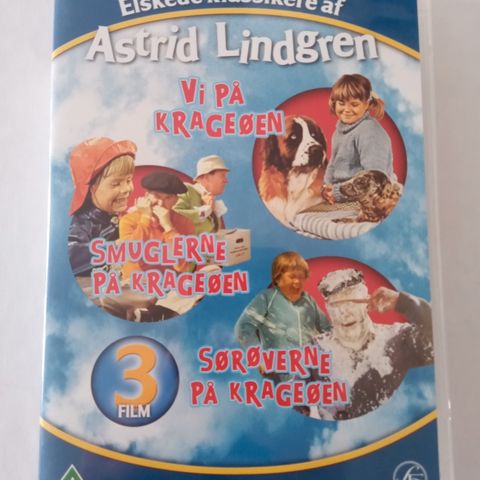 Elskede klassikere af
Astrid Lindgren
Vi på
Krageøen
Smuglerne
på Krageøen
Sørøverne
på Krageøen
3
Film
A